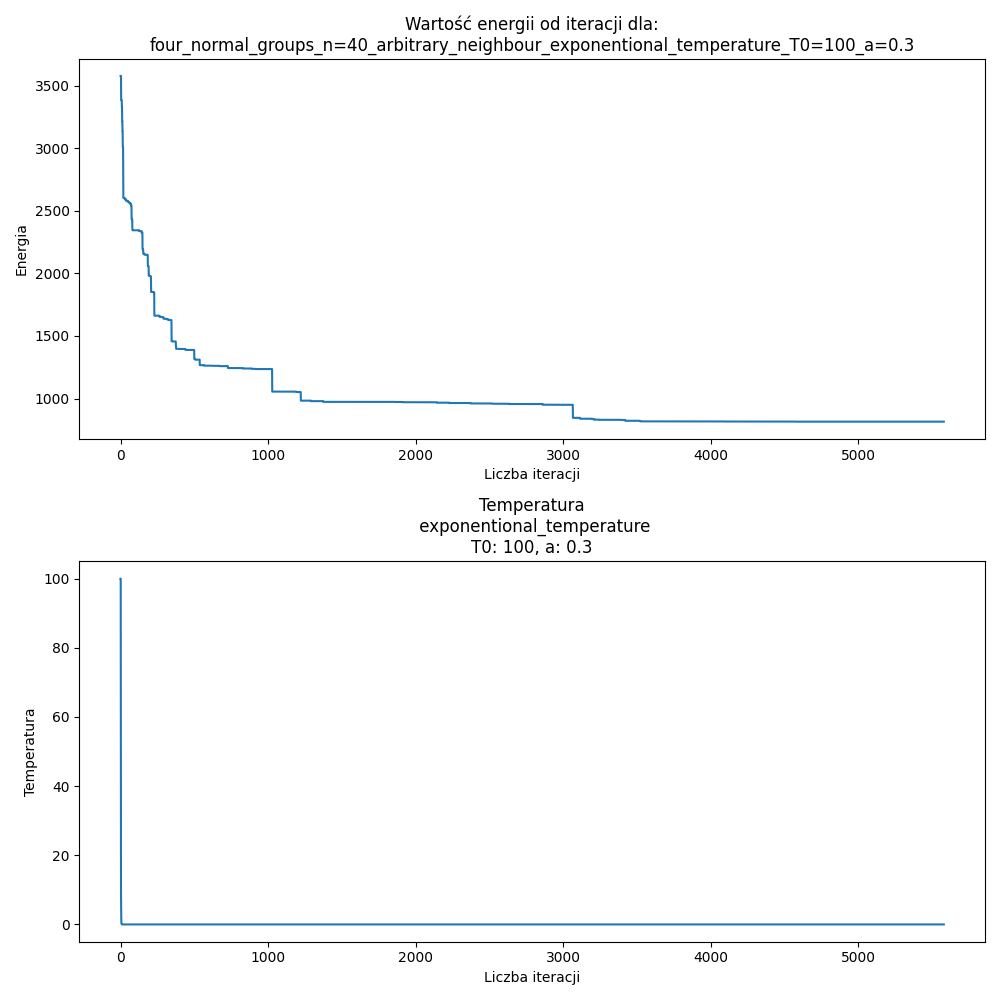 Wartość energii od iteracji dla:
four_normal_groups_n=40_arbitrary_neighbour_exponentional_temperature_T0=100_a=0.3
3500
3000
2500
2000
1500
1000
Energia
0 1000 2000 3000 4000 5000
Liczba iteracji
Temperatura
exponentional_temperature
T0: 100, a: 0.3
100
80
60
40
20
0
Temperatura
0 1000 2000 3000 4000 5000
Liczba iteracji